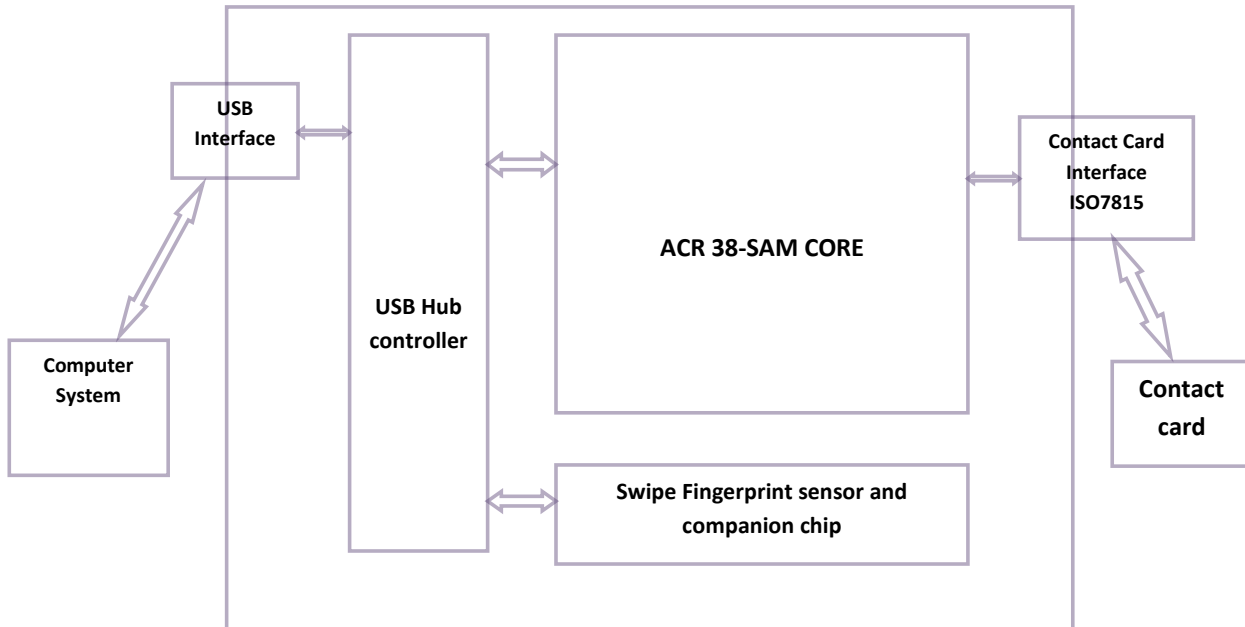 USB
Interface
Contact Card
Interface
ISO7815
ACR 38-SAM CORE
USB Hub
controller
Computer
System
Contact
card
Swipe Fingerprint sensor and
companion chip